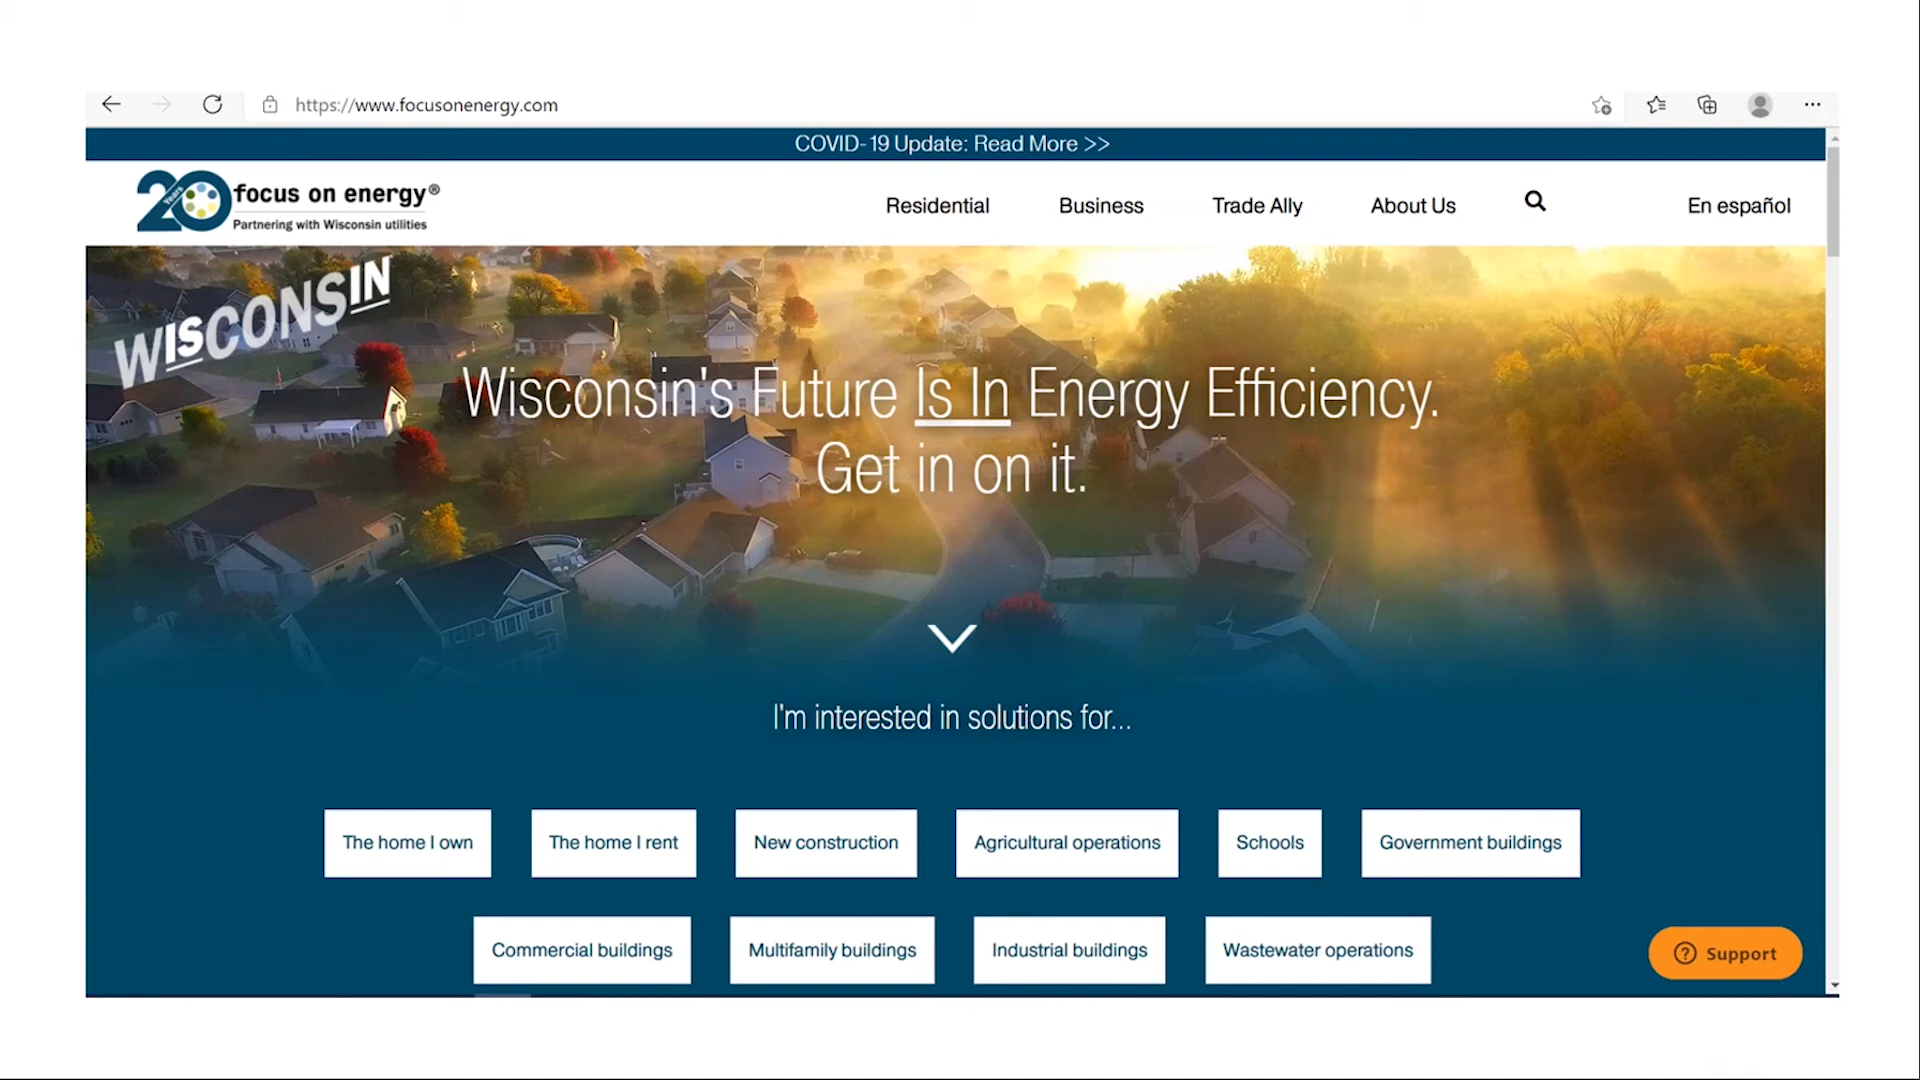 https://www.focusonenergy.com
COVID-19 Update: Read More >>
20 Years
focus on energy®
Partnering with Wisconsin utilities
Residential
Business
Trade Ally
About Us
En español
WISCONSIN
Wisconsin's Future Is In Energy Efficiency.
Get in on it.
I'm interested in solutions for...
The home I own
The home I rent
New construction
Agricultural operations
Schools
Government buildings
Commercial buildings
Multifamily buildings
Industrial buildings
Wastewater operations
? Support